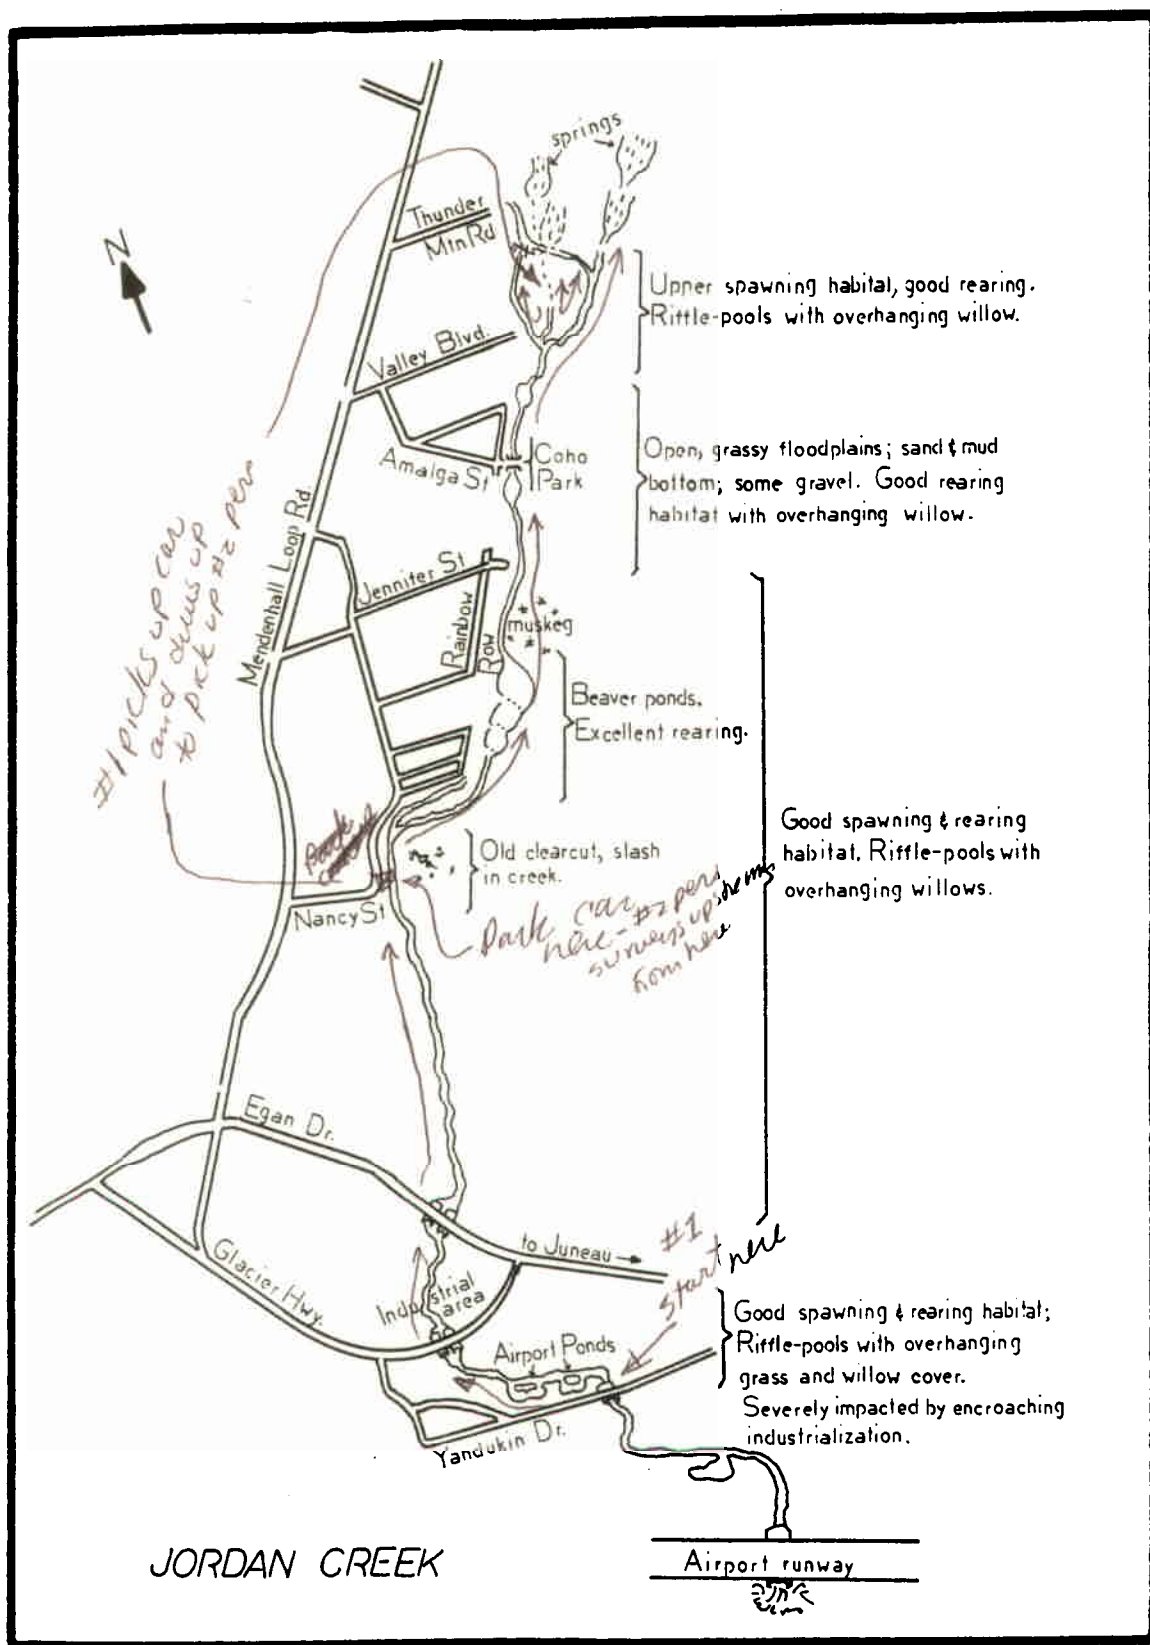 springs
Thunder
Mtn Rd
N
Upper spawning habital, good rearing.
Rittle-pools with overhanging willow.
Valley Blvd.
Amalga St
Coho
Park
Open, grassy floodplains; sand & mud
bottom; some gravel. Good rearing
habitat with overhanging willow.
Mendenhall Loop Rd.
#1 picks up car
and drives up
to pick up #2 pers
Jennifer St
Rainbow
Row
muskeg
Beaver ponds.
Excellent rearing.
Good spawning & rearing
habitat. Riffle-pools with
overhanging willows.
Old clearcut, slash
in creek.
Nancy St
Park car
here - #2 pers
surveys upstream
from here
Egan Dr.
to Juneau
#1
start here
Glacier Hwy.
Industrial
area
Airport Ponds
Good spawning & rearing habitat;
Riffle-pools with overhanging
grass and willow cover.
Severely impacted by encroaching
industrialization.
Yandukin Dr.
JORDAN CREEK
Airport runway